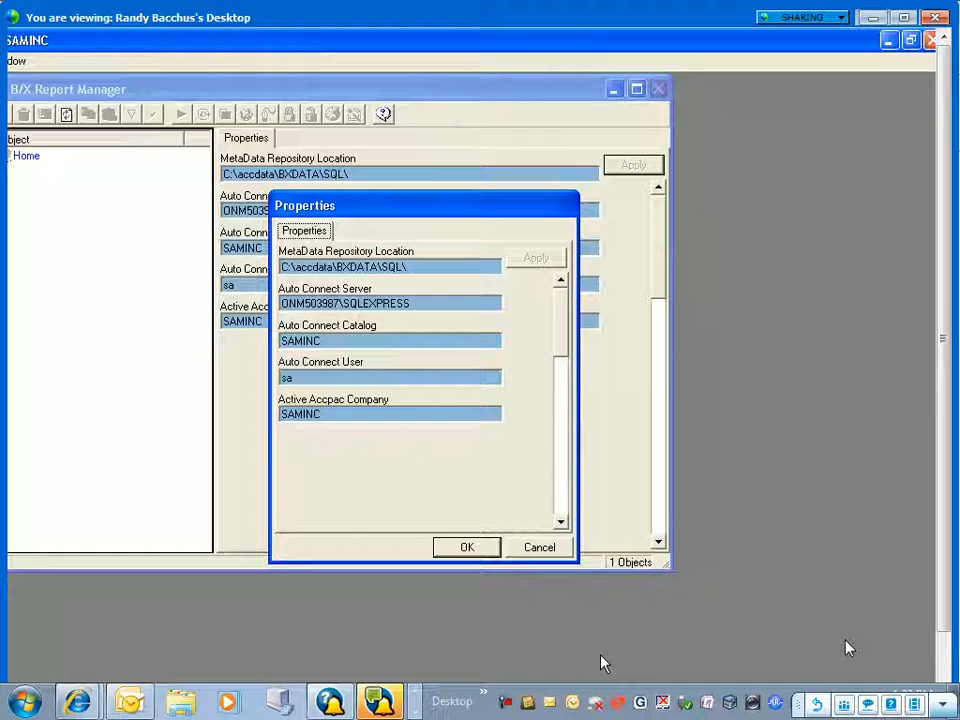 You are viewing: Randy Bacchus's Desktop
SHARING
SAMINC
dow
B/X Report Manager
bject
Home
Properties
MetaData Repository Location
Apply
C:\accdata\BXDATA\SQL\
Auto Conn
ONM5039
Auto Conn
SAMINC
Auto Conn
sa
Active Acc
SAMINC
Properties
Properties
MetaData Repository Location
Apply
C:\accdata\BXDATA\SQL\
Auto Connect Server
ONM503987\SQLEXPRESS
Auto Connect Catalog
SAMINC
Auto Connect User
sa
Active Accpac Company
SAMINC
OK
Cancel
1 Objects
Desktop